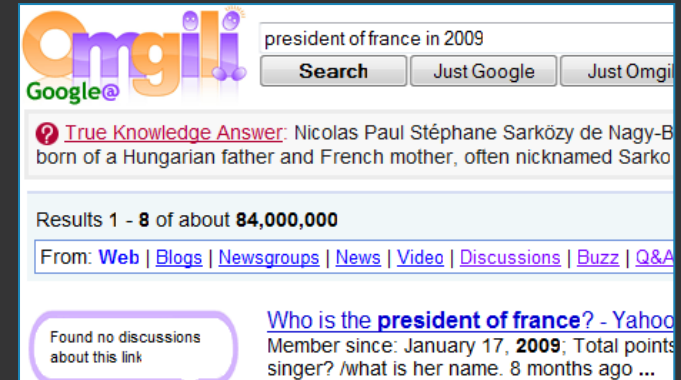 Omgili
Google@
president of france in 2009
Search Just Google Just Omgili
True Knowledge Answer: Nicolas Paul Stéphane Sarközy de Nagy-B
born of a Hungarian father and French mother, often nicknamed Sarko
Results 1 - 8 of about 84,000,000
From: Web | Blogs | Newsgroups | News | Video | Discussions | Buzz | Q&A
Found no discussions
about this link
Who is the president of france? - Yahoo
Member since: January 17, 2009; Total points
singer? /what is her name. 8 months ago ...